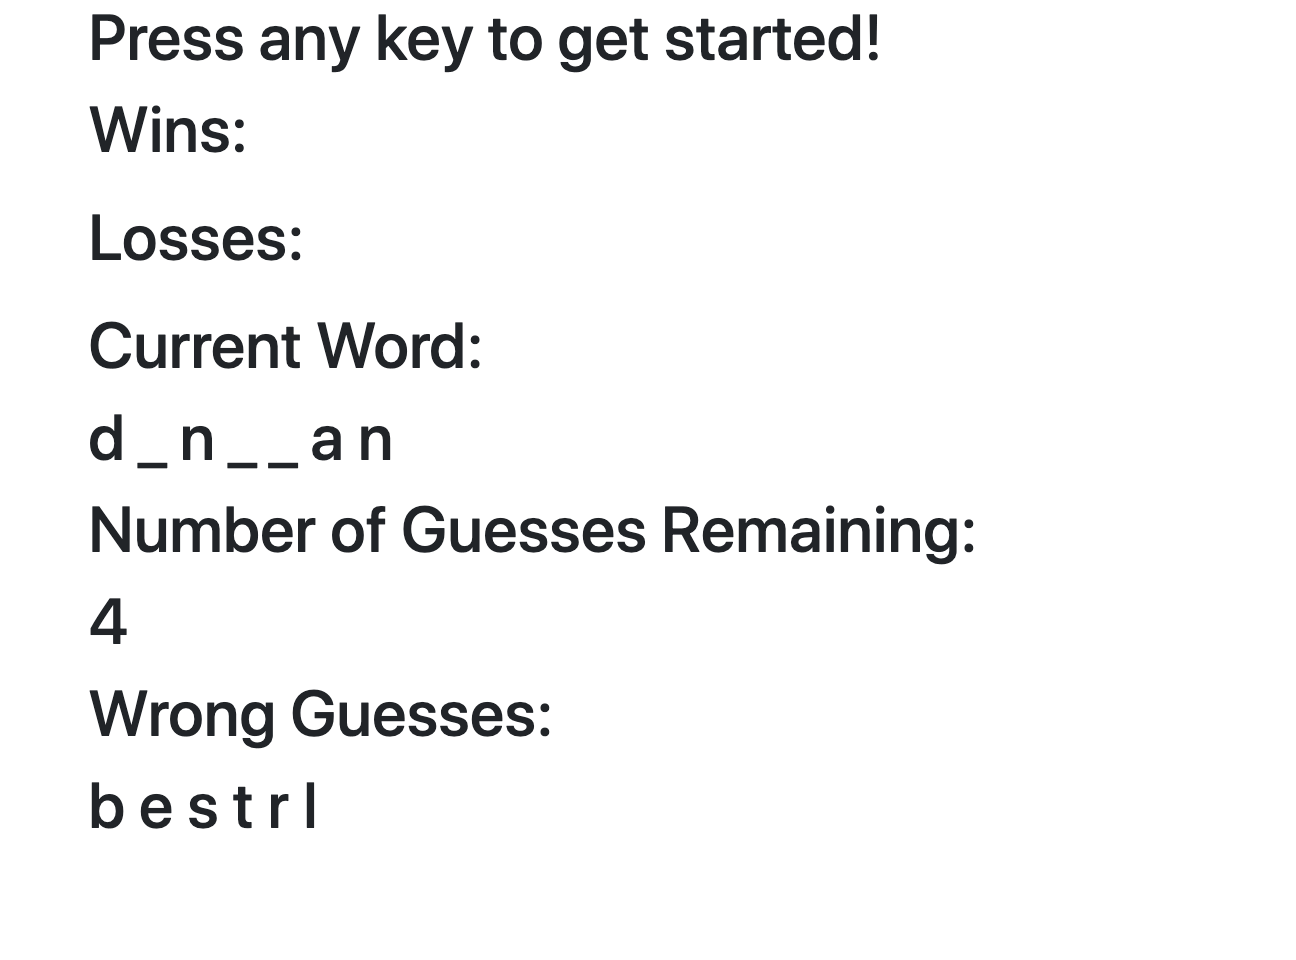 Press any key to get started!
Wins:
Losses:
Current Word:
d _ n _ _ a n
Number of Guesses Remaining:
4
Wrong Guesses:
b e s t r l